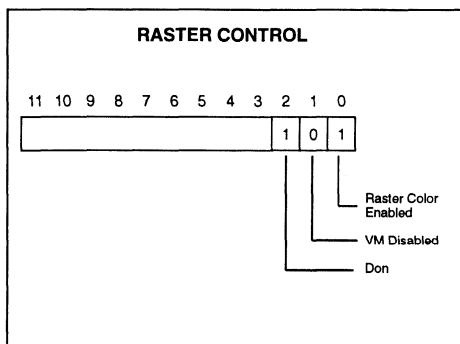 RASTER CONTROL
11 10 9 8 7 6 5 4 3 2 1 0
1 0 1
Raster Color
Enabled
VM Disabled
Don